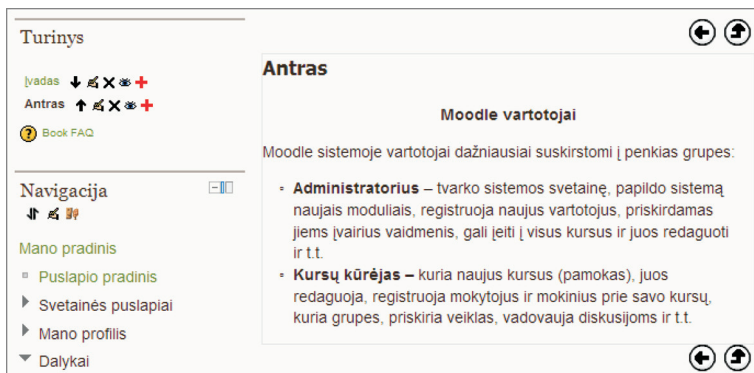 Turinys
Įvadas
Antras
Book FAQ
Navigacija
Mano pradinis
Puslapio pradinis
Svetainės puslapiai
Mano profilis
Dalykai
Antras
Moodle vartotojai
Moodle sistemoje vartotojai dažniausiai suskirstomi į penkias grupes:
Administratorius – tvarko sistemos svetainę, papildo sistemą
naujais moduliais, registruoja naujus vartotojus, priskirdamas
jiems įvairius vaidmenis, gali įeiti į visus kursus ir juos redaguoti
ir t.t.
Kursų kūrėjas – kuria naujus kursus (pamokas), juos
redaguoja, registruoja mokytojus ir mokinius prie savo kursų,
kuria grupes, priskiria veiklas, vadovauja diskusijoms ir t.t.